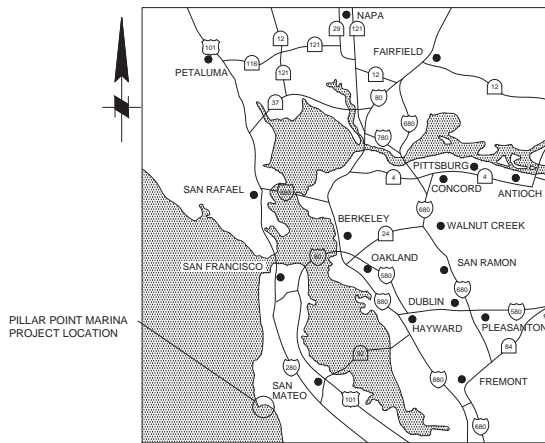 NAPA
29 121
12
101
121
FAIRFIELD
116
PETALUMA
121
12
12
80
37
680
780
PITTSBURG
4
4
CONCORD
ANTIOCH
SAN RAFAEL
580
680
BERKELEY
24
WALNUT CREEK
80
OAKLAND
SAN FRANCISCO
580
SAN RAMON
680
880
DUBLIN
580
PILLAR POINT MARINA
PROJECT LOCATION
HAYWARD
PLEASANTON
84
92
280
SAN
MATEO
880
FREMONT
101
680